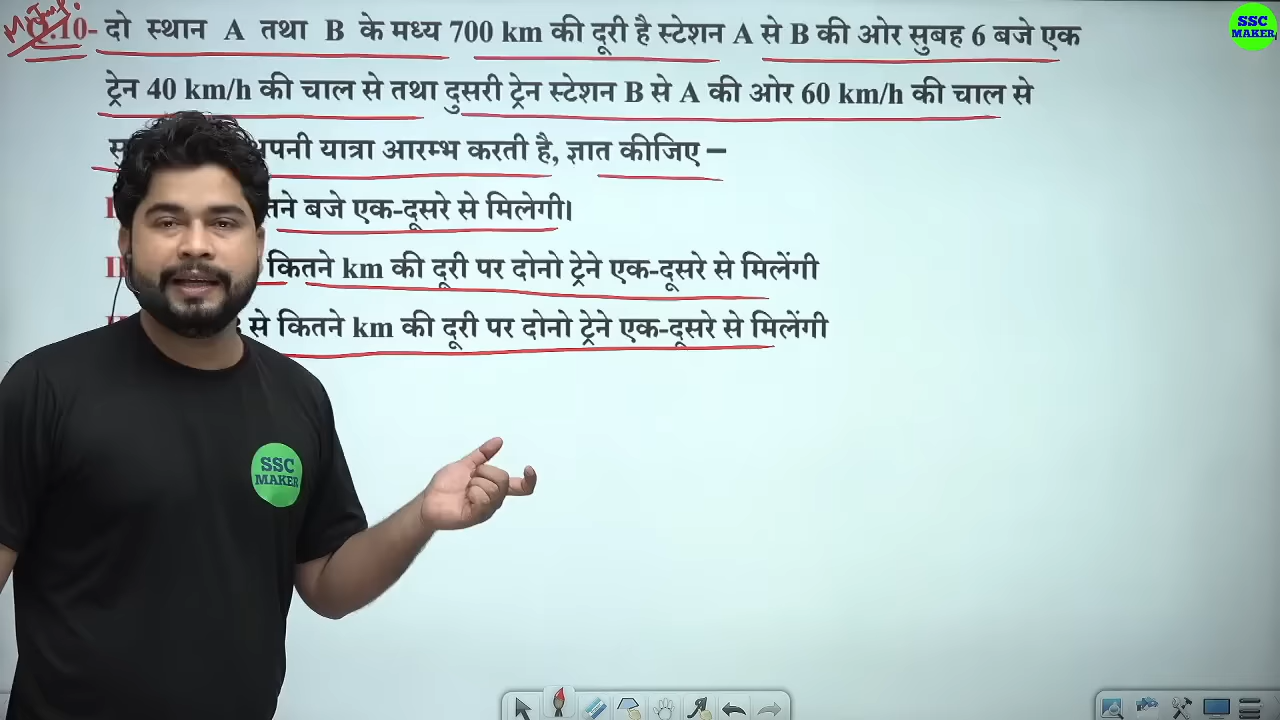 SSC MAKER
10- दो स्थान A तथा B के मध्य 700 km की दूरी है स्टेशन A से B की ओर सुबह 6 बजे एक
ट्रेन 40 km/h की चाल से तथा दुसरी ट्रेन स्टेशन B से A की ओर 60 km/h की चाल से
यात्रा आरम्भ करती है, ज्ञात कीजिए –
बजे एक-दूसरे से मिलेगी।
कितने km की दूरी पर दोनो ट्रेने एक-दूसरे से मिलेंगी
से कितने km की दूरी पर दोनो ट्रेने एक-दूसरे से मिलेंगी
SSC
MAKER